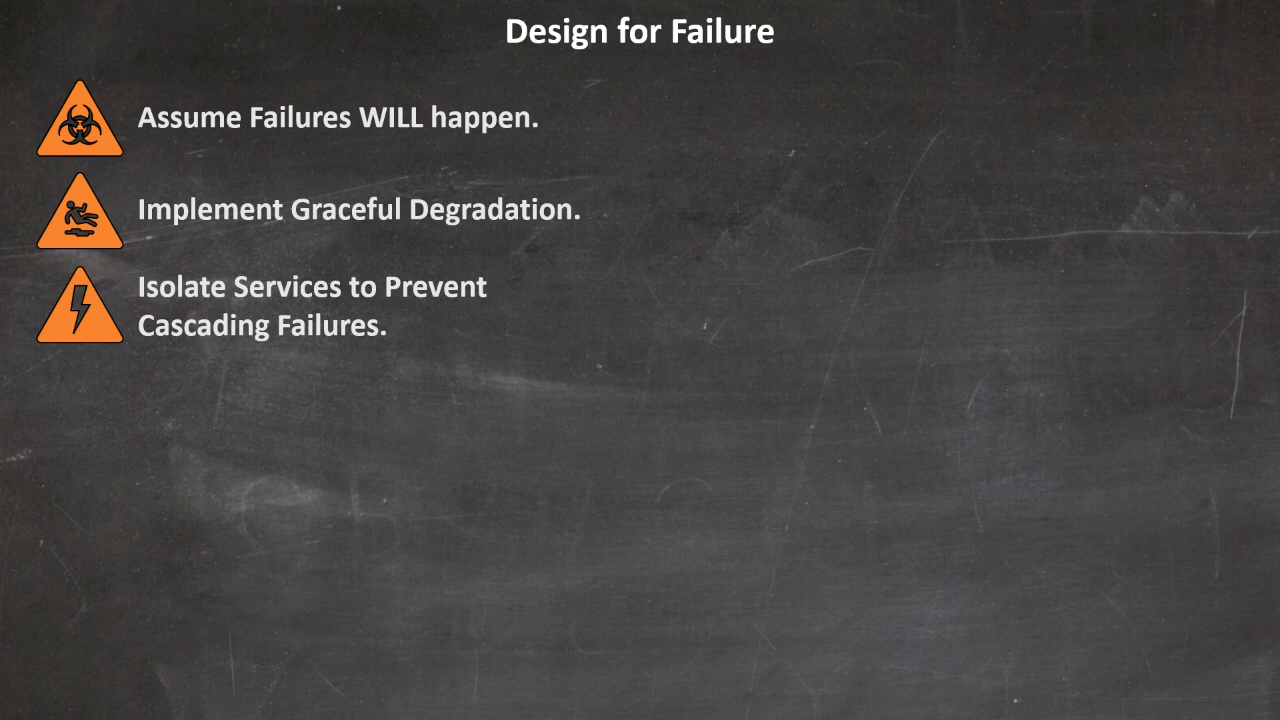 Design for Failure
Assume Failures WILL happen.
Implement Graceful Degradation.
Isolate Services to Prevent
Cascading Failures.